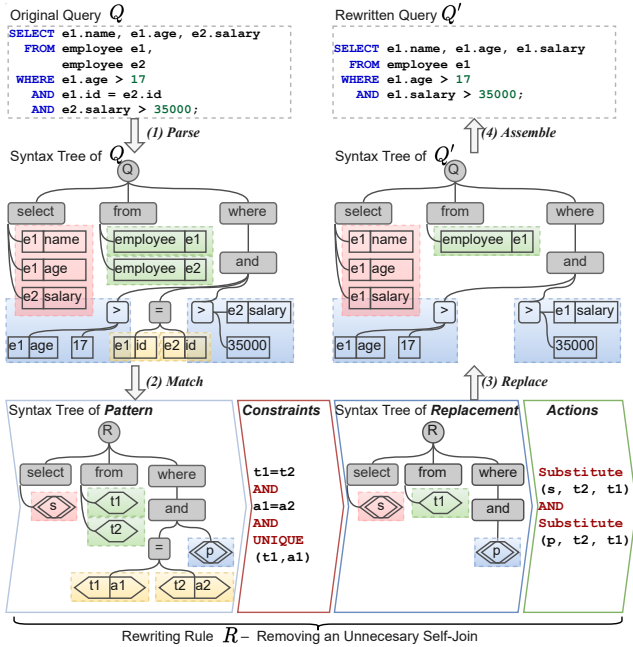 Original Query Q
SELECT e1.name, e1.age, e2.salary
FROM employee e1,
employee e2
WHERE e1.age > 17
AND e1.id = e2.id
AND e2.salary > 35000;
(1) Parse
Syntax Tree of Q
Q
select
from
where
e1 name
e1 age
e2 salary
employee e1
employee e2
and
>
=
>
e2 salary
e1 age
17
e1 id
e2 id
35000
(2) Match
Rewritten Query Q'
SELECT e1.name, e1.age, e1.salary
FROM employee e1
WHERE e1.age > 17
AND e1.salary > 35000;
(4) Assemble
Syntax Tree of Q'
Q
select
from
where
e1 name
e1 age
e1 salary
employee e1
and
>
>
e1 salary
e1 age
17
35000
(3) Replace
Syntax Tree of Pattern
R
select
from
where
s
t1
t2
and
=
p
t1 a1
t2 a2
Constraints
t1=t2
AND
a1=a2
AND
UNIQUE
(t1,a1)
Syntax Tree of Replacement
R
select
from
where
s
t1
and
p
Actions
Substitute
(s, t2, t1)
AND
Substitute
(p, t2, t1)
Rewriting Rule R – Removing an Unnecesary Self-Join